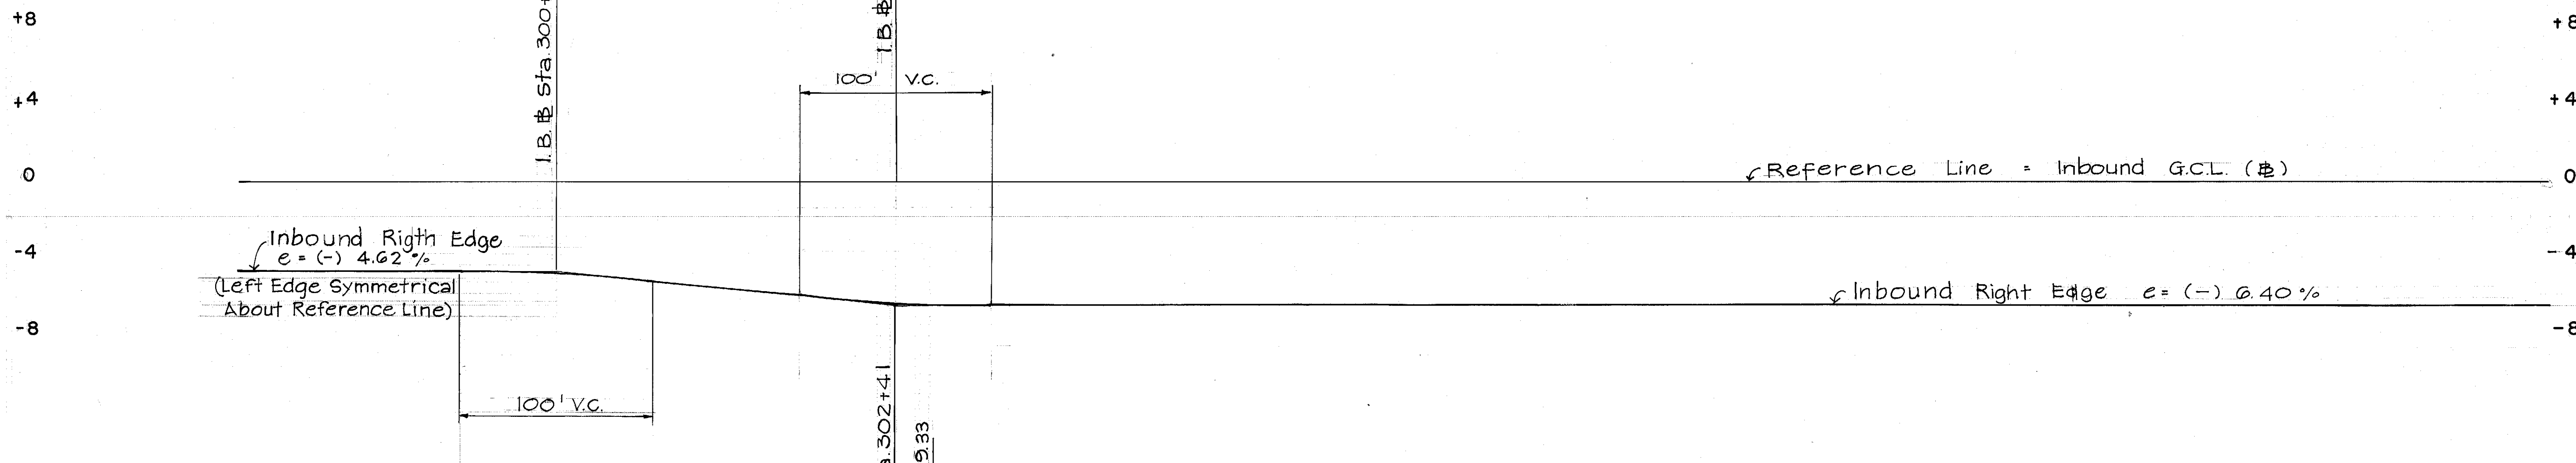 +8
+8
I.B. ⅊ Sta. 300+
I.B. ⅊
100' V.C.
+4
+4
0
Reference Line = Inbound G.C.L. (⅊)
0
-4
Inbound Rigth Edge
e = (-) 4.62 %
-4
(Left Edge Symmetrical
About Reference Line)
Inbound Right Edge e = (-) 6.40 %
-8
-8
100' V.C.
302+41
9.33